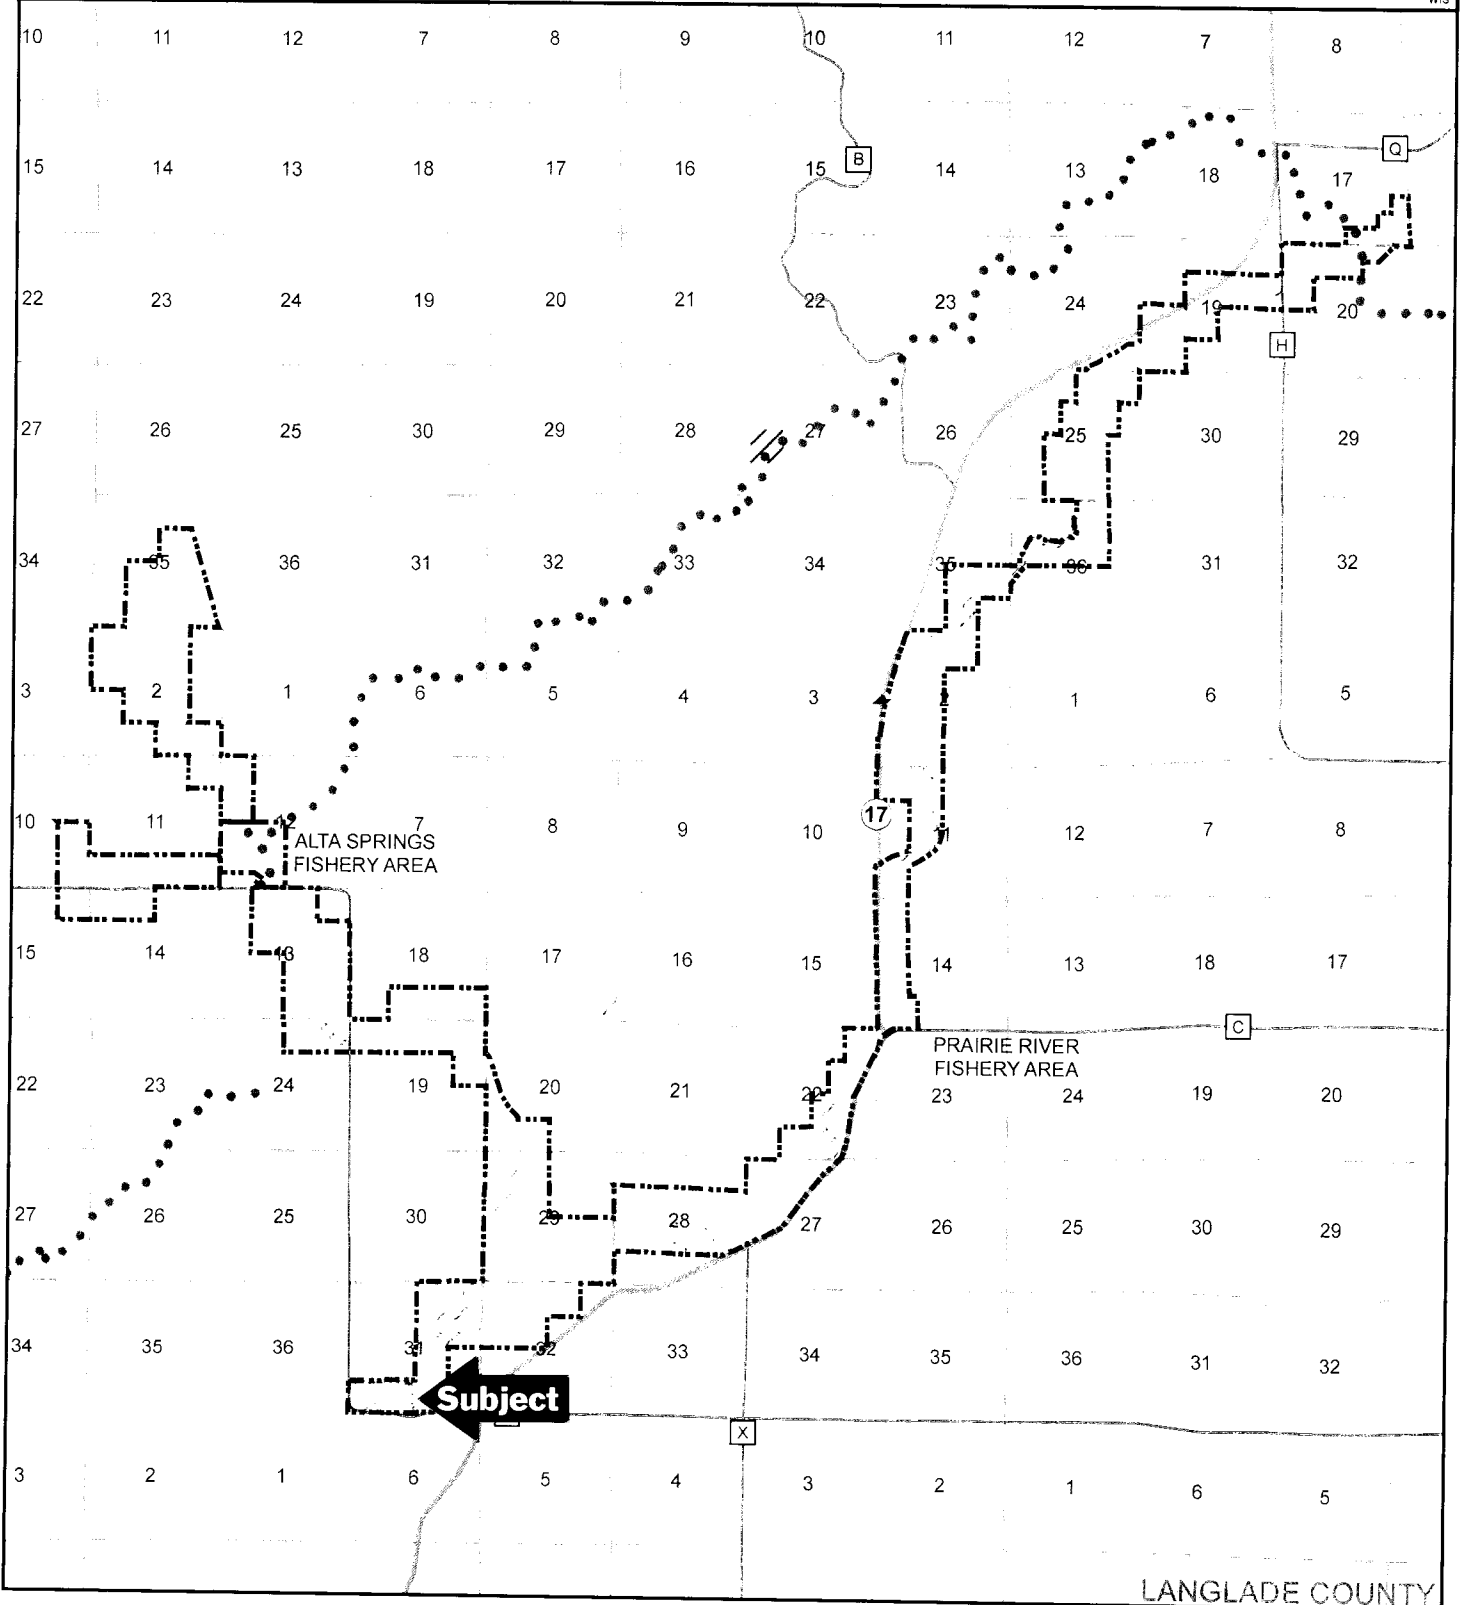 10 11 12 7 8 9 10 11 12 7 8
B
Q
15 14 13 18 17 16 15 14 13 18 17
22 23 24 19 20 21 22 23 24 19 20
H
27 26 25 30 29 28 27 26 25 30 29
34 35 36 31 32 33 34 35 36 31 32
3 2 1 6 5 4 3 2 1 6 5
17
10 11 12 7 8 9 10 11 12 7 8
ALTA SPRINGS
FISHERY AREA
15 14 13 18 17 16 15 14 13 18 17
C
PRAIRIE RIVER
FISHERY AREA
22 23 24 19 20 21 22 23 24 19 20
27 26 25 30 29 28 27 26 25 30 29
34 35 36 31 32 33 34 35 36 31 32
Subject
X
3 2 1 6 5 4 3 2 1 6 5
LANGLADE COUNTY